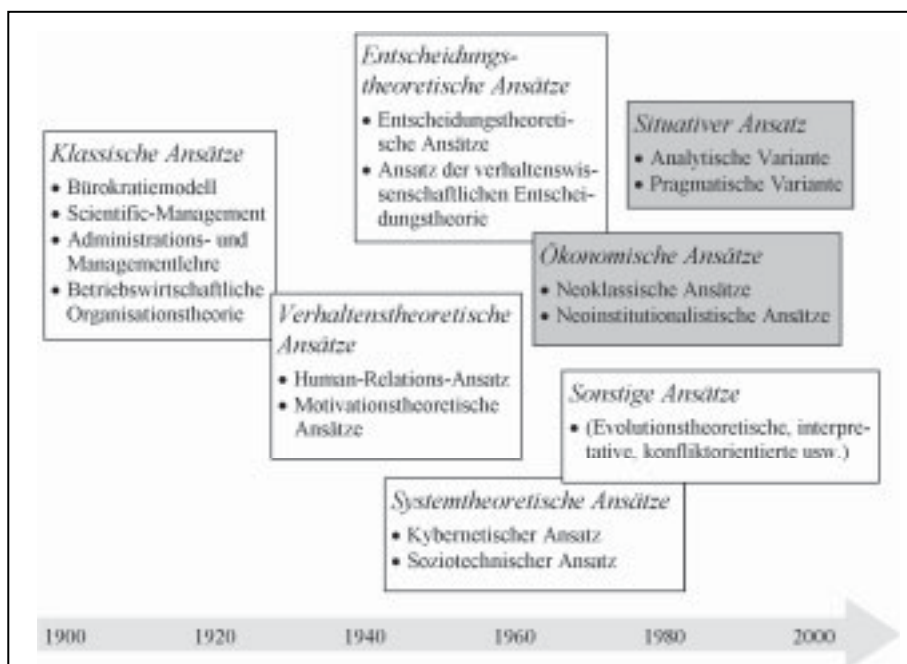 Klassische Ansätze
• Bürokratiemodell
• Scientific-Management
• Administrations- und
Managementlehre
• Betriebswirtschaftliche
Organisationstheorie
Verhaltenstheoretische
Ansätze
• Human-Relations-Ansatz
• Motivationstheoretische
Ansätze
Entscheidungs-
theoretische Ansätze
• Entscheidungstheoreti-
sche Ansätze
• Ansatz der verhaltenswis-
senschaftlichen Entschei-
dungstheorie
Systemtheoretische Ansätze
• Kybernetischer Ansatz
• Soziotechnischer Ansatz
Situativer Ansatz
• Analytische Variante
• Pragmatische Variante
Ökonomische Ansätze
• Neoklassische Ansätze
• Neoinstitutionalistische Ansätze
Sonstige Ansätze
• (Evolutionstheoretische, interpre-
tative, konfliktorientierte usw.)
1900 1920 1940 1960 1980 2000